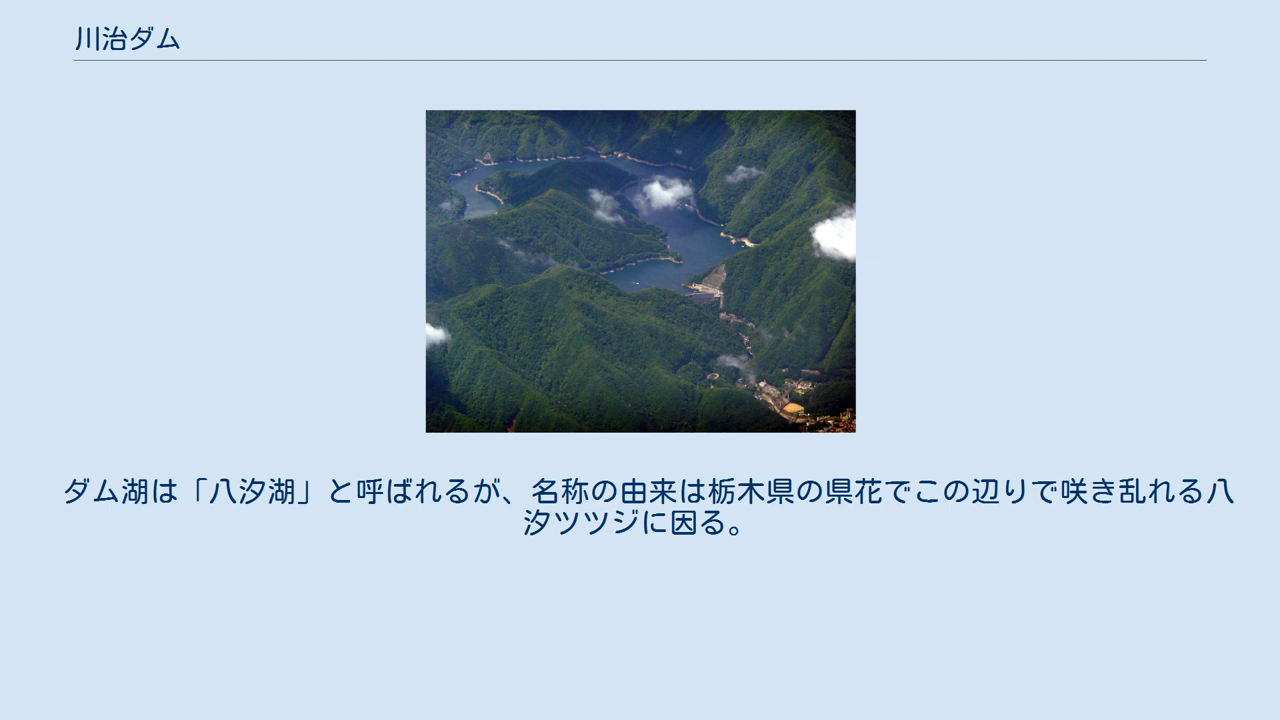 川治ダム
ダム湖は「八汐湖」と呼ばれるが、名称の由来は栃木県の県花でこの辺りで咲き乱れる八
汐ツツジに因る。